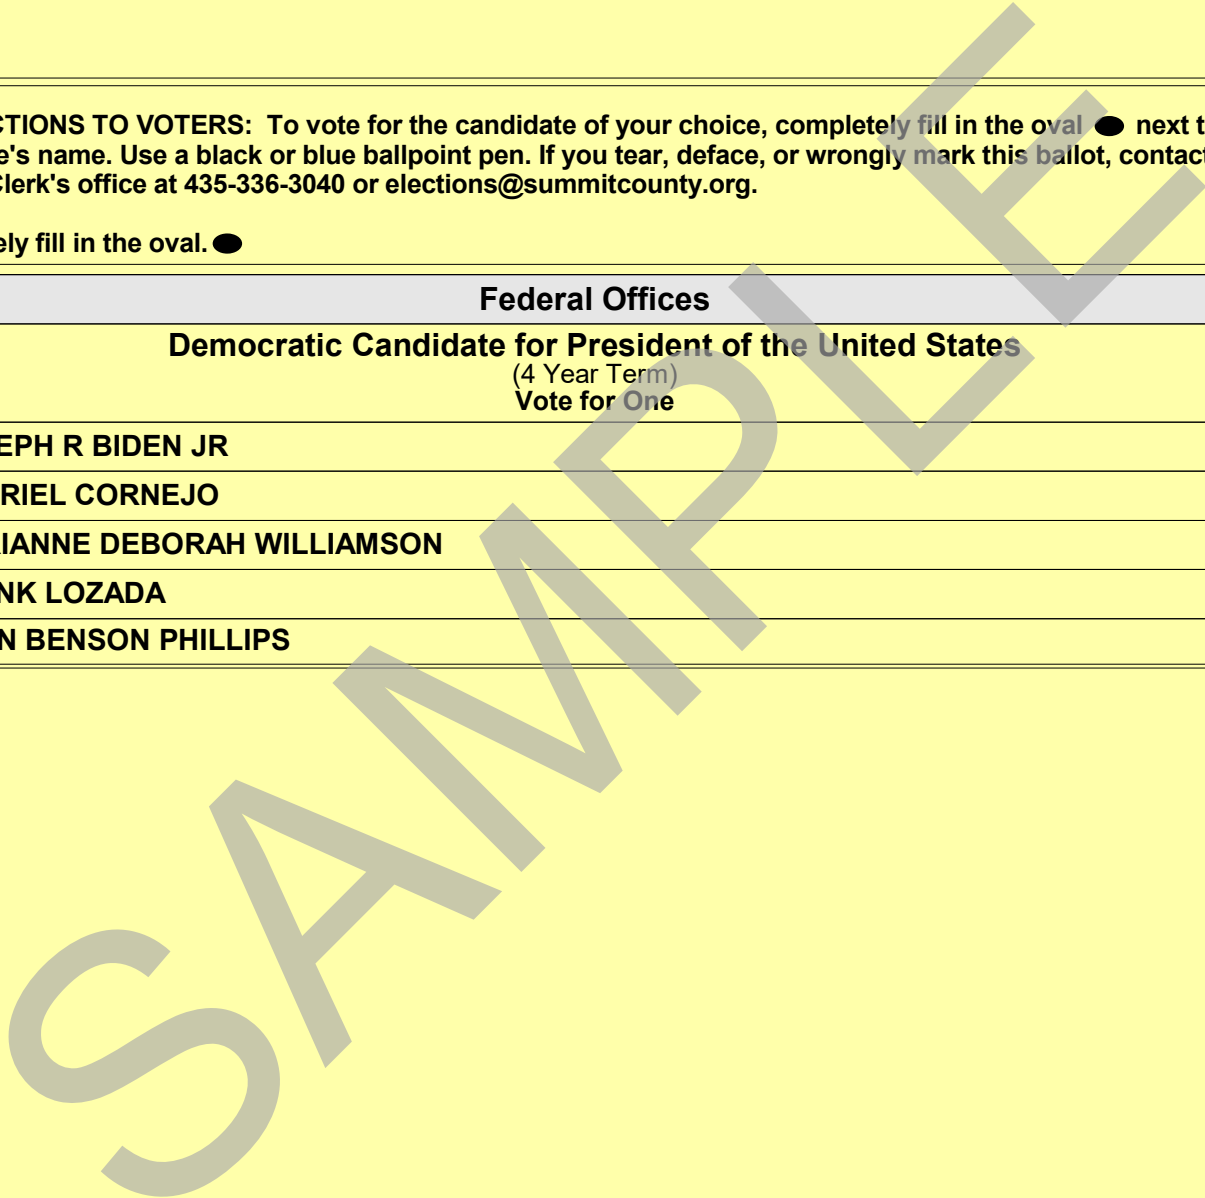 CTIONS TO VOTERS: To vote for the candidate of your choice, completely fill in the oval next t
e's name. Use a black or blue ballpoint pen. If you tear, deface, or wrongly mark this ballot, contact
Clerk's office at 435-336-3040 or elections@summitcounty.org.
ely fill in the oval.
Federal Offices
Democratic Candidate for President of the United States
(4 Year Term)
Vote for One
EPH R BIDEN JR
RIEL CORNEJO
IANNE DEBORAH WILLIAMSON
NK LOZADA
N BENSON PHILLIPS
SAMPLE